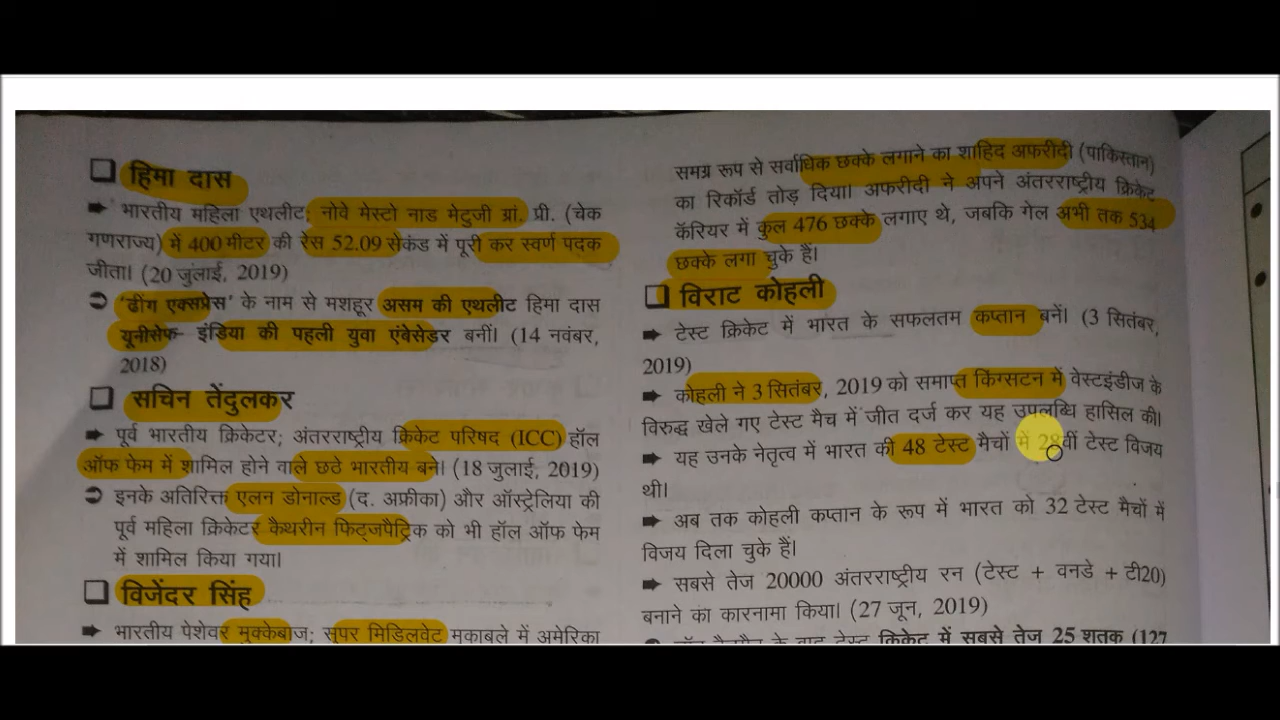 ❑ हिमा दास
➡ भारतीय महिला एथलीट; नोवे मेस्टो नाड मेटुजी ग्रां. प्री. (चेक
गणराज्य) में 400 मीटर की रेस 52.09 सेकंड में पूरी कर स्वर्ण पदक
जीता। (20 जुलाई, 2019)
➲ 'ढींग एक्सप्रेस' के नाम से मशहूर असम की एथलीट हिमा दास
यूनीसेफ इंडिया की पहली युवा एंबेसेडर बनीं। (14 नवंबर,
2018)
❑ सचिन तेंदुलकर
➡ पूर्व भारतीय क्रिकेटर; अंतरराष्ट्रीय क्रिकेट परिषद (ICC) हॉल
ऑफ फेम में शामिल होने वाले छठे भारतीय बने। (18 जुलाई, 2019)
➲ इनके अतिरिक्त एलन डोनाल्ड (द. अफ्रीका) और ऑस्ट्रेलिया की
पूर्व महिला क्रिकेटर कैथरीन फिट्जपैट्रिक को भी हॉल ऑफ फेम
में शामिल किया गया।
❑ विजेंदर सिंह
➡ भारतीय पेशेवर मुक्केबाज; सुपर मिडिलवेट मुकाबले में अमेरिका
समग्र रूप से सर्वाधिक छक्के लगाने का शाहिद अफरीदी (पाकिस्तान)
का रिकॉर्ड तोड़ दिया। अफरीदी ने अपने अंतरराष्ट्रीय क्रिकेट
कॅरियर में कुल 476 छक्के लगाए थे, जबकि गेल अभी तक 534
छक्के लगा चुके हैं।
❑ विराट कोहली
➡ टेस्ट क्रिकेट में भारत के सफलतम कप्तान बनें। (3 सितंबर,
2019)
➡ कोहली ने 3 सितंबर, 2019 को समाप्त किंग्सटन में वेस्टइंडीज के
विरुद्ध खेले गए टेस्ट मैच में जीत दर्ज कर यह उपलब्धि हासिल की।
➡ यह उनके नेतृत्व में भारत की 48 टेस्ट मैचों में 28वीं टेस्ट विजय
थी।
➡ अब तक कोहली कप्तान के रूप में भारत को 32 टेस्ट मैचों में
विजय दिला चुके हैं।
➡ सबसे तेज 20000 अंतरराष्ट्रीय रन (टेस्ट + वनडे + टी20)
बनाने का कारनामा किया। (27 जून, 2019)
के बाद टेस्ट क्रिकेट में सबसे तेज 25 शतक (127